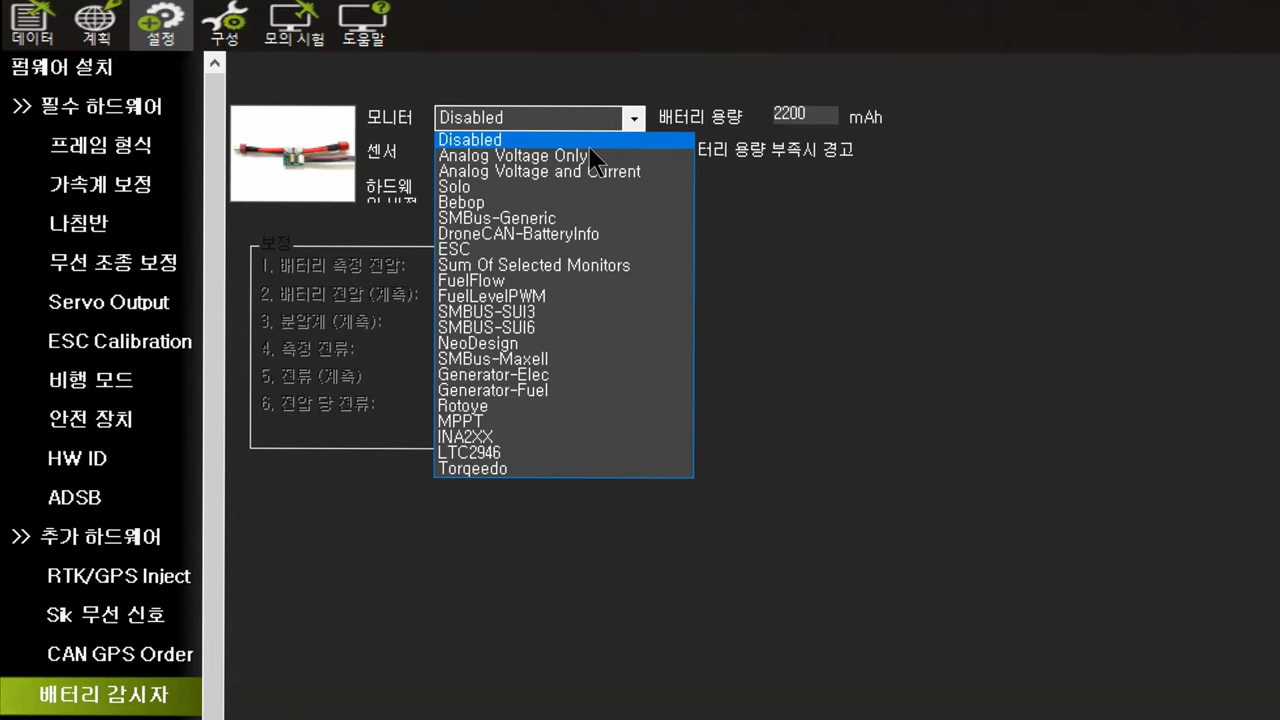 데이터
계획
설정
구성
모의 시험
도움말
펌웨어 설치
>> 필수 하드웨어
프레임 형식
가속계 보정
나침반
무선 조종 보정
Servo Output
ESC Calibration
비행 모드
안전 장치
HW ID
ADSB
>> 추가 하드웨어
RTK/GPS Inject
Sik 무선 신호
CAN GPS Order
배터리 감시자
모터터
Disabled
배터리 용량
2200
mAh
센서
터리 용량 부족시 경고
하드웨
Disabled
Analog Voltage Only
Analog Voltage and Current
Solo
Bebop
SMBus-Generic
DroneCAN-BatteryInfo
ESC
Sum Of Selected Monitors
FuelFlow
FuelLevelPWM
SMBUS-SUI3
SMBUS-SUI6
NeoDesign
SMBus-Maxell
Generator-Elec
Generator-Fuel
Rotoye
MPPT
INA2XX
LTC2946
Torqeedo
보정
1. 배터리 측정 전압:
2. 배터리 전압 (계측):
3. 분압계 (계측):
4. 측정 전류:
5. 전류 (계측)
6. 전압 당 전류: